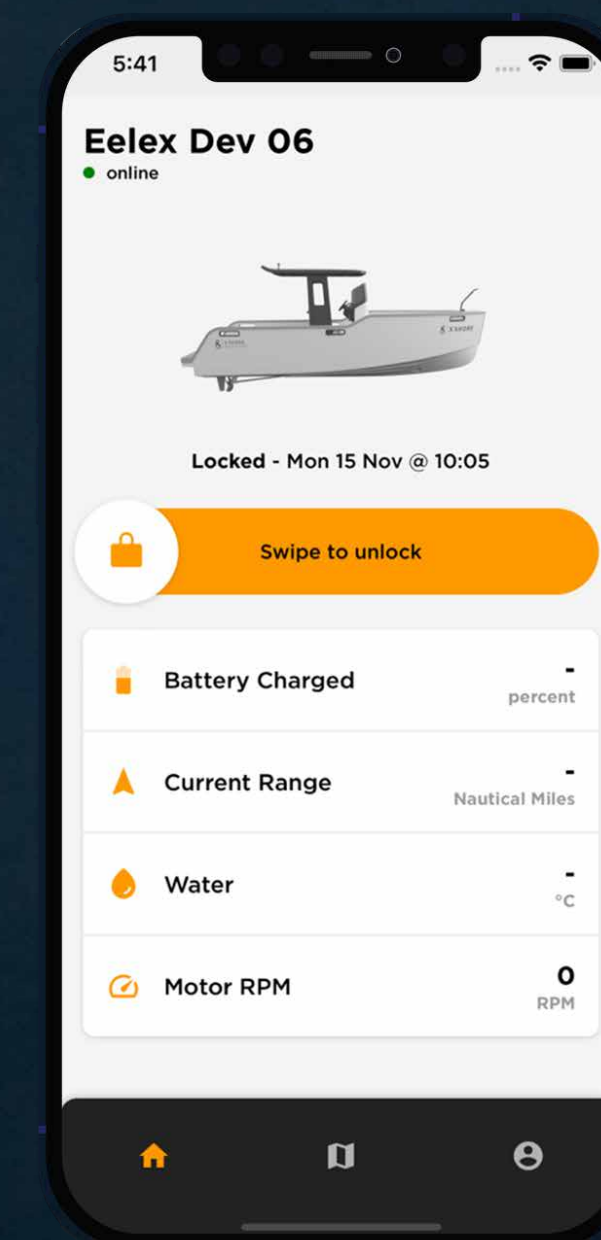 5:41
Eelex Dev 06
online
Locked - Mon 15 Nov @ 10:05
Swipe to unlock
Battery Charged
-
percent
Current Range
-
Nautical Miles
Water
-
°C
Motor RPM
0
RPM